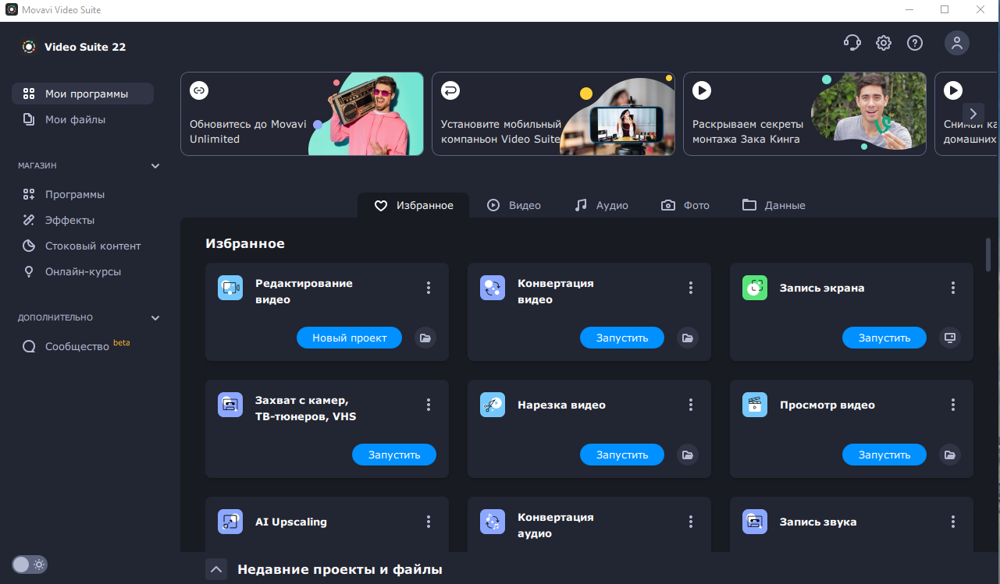 Movavi Video Suite
Video Suite 22
Мои программы
Мои файлы
МАГАЗИН
Программы
Эффекты
Стоковый контент
Онлайн-курсы
ДОПОЛНИТЕЛЬНО
Сообщество beta
Обновитесь до Movavi
Unlimited
Установите мобильный
компаньон Video Suite
Раскрываем секреты
монтажа Зака Кинга
Снимай ка
домашних
Избранное
Видео
Аудио
Фото
Данные
Избранное
Редактирование
видео
Новый проект
Конвертация
видео
Запустить
Запись экрана
Запустить
Захват с камер,
ТВ-тюнеров, VHS
Запустить
Нарезка видео
Запустить
Просмотр видео
Запустить
AI Upscaling
Конвертация
аудио
Запись звука
Недавние проекты и файлы